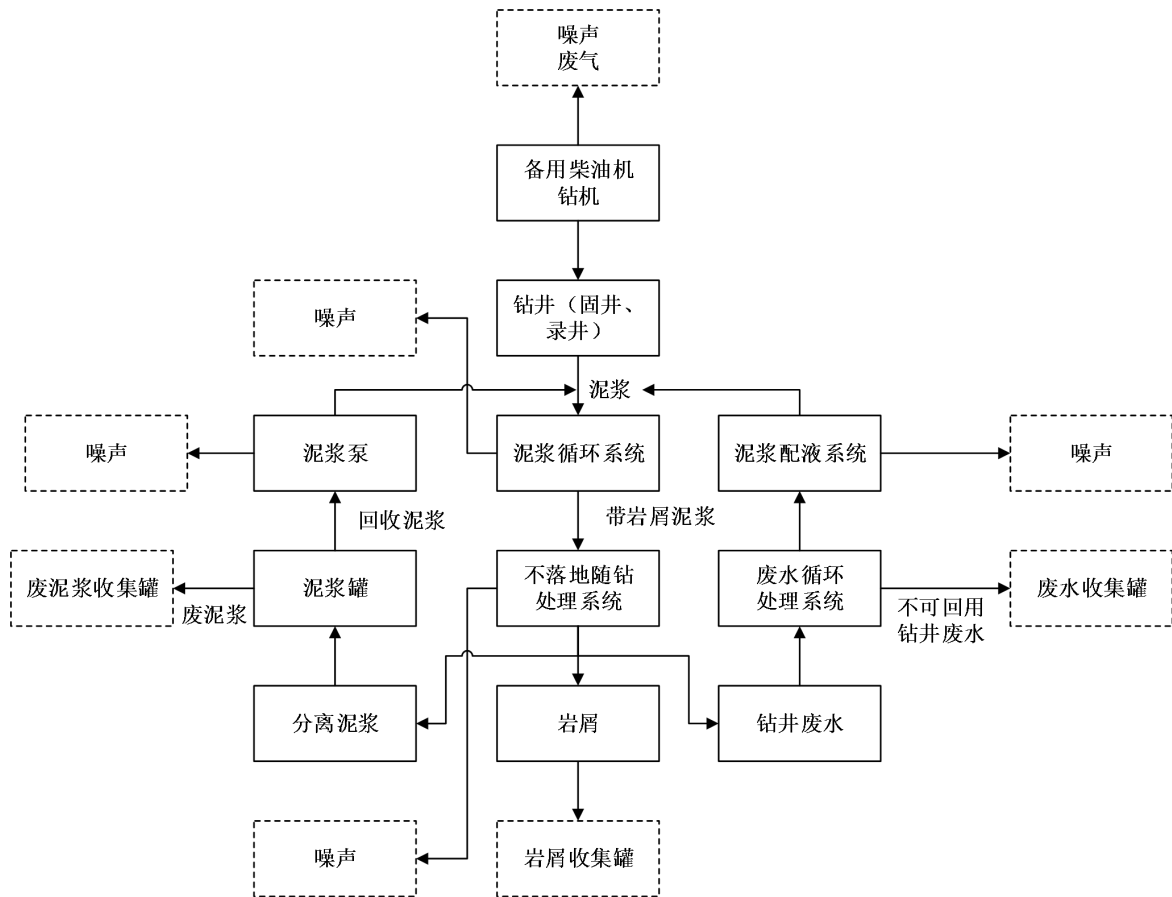 噪声
废气
备用柴油机
钻机
钻井（固井、
录井）
噪声
泥浆
噪声
泥浆泵
泥浆循环系统
泥浆配液系统
噪声
回收泥浆
带岩屑泥浆
废泥浆收集罐
废泥浆
泥浆罐
不落地随钻
处理系统
废水循环
处理系统
不可回用
钻井废水
废水收集罐
分离泥浆
岩屑
钻井废水
噪声
岩屑收集罐